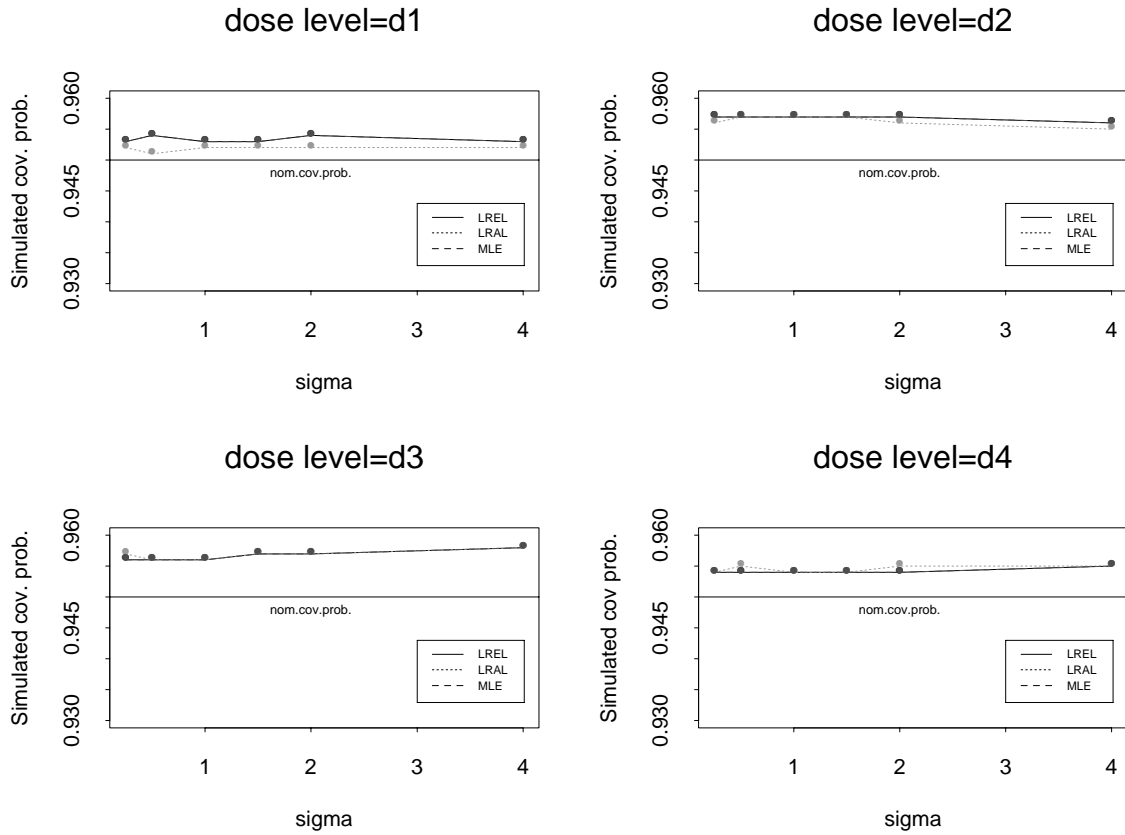 dose level=d1
Simulated cov. prob.
0.960
0.945
0.930
nom.cov.prob.
LREL
LRAL
MLE
1 2 3 4
sigma
dose level=d2
Simulated cov. prob.
0.960
0.945
0.930
nom.cov.prob.
LREL
LRAL
MLE
1 2 3 4
sigma
dose level=d3
Simulated cov. prob.
0.960
0.945
0.930
nom.cov.prob.
LREL
LRAL
MLE
1 2 3 4
sigma
dose level=d4
Simulated cov prob.
0.960
0.945
0.930
nom.cov.prob.
LREL
LRAL
MLE
1 2 3 4
sigma